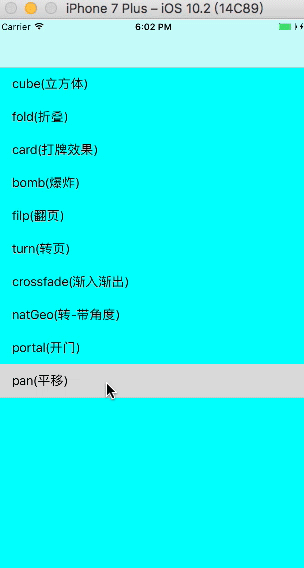 iPhone 7 Plus – iOS 10.2 (14C89)
Carrier 6:02 PM
cube(立方体)
fold(折叠)
card(打牌效果)
bomb(爆炸)
filp(翻页)
turn(转页)
crossfade(渐入渐出)
natGeo(转-带角度)
portal(开门)
pan(平移)